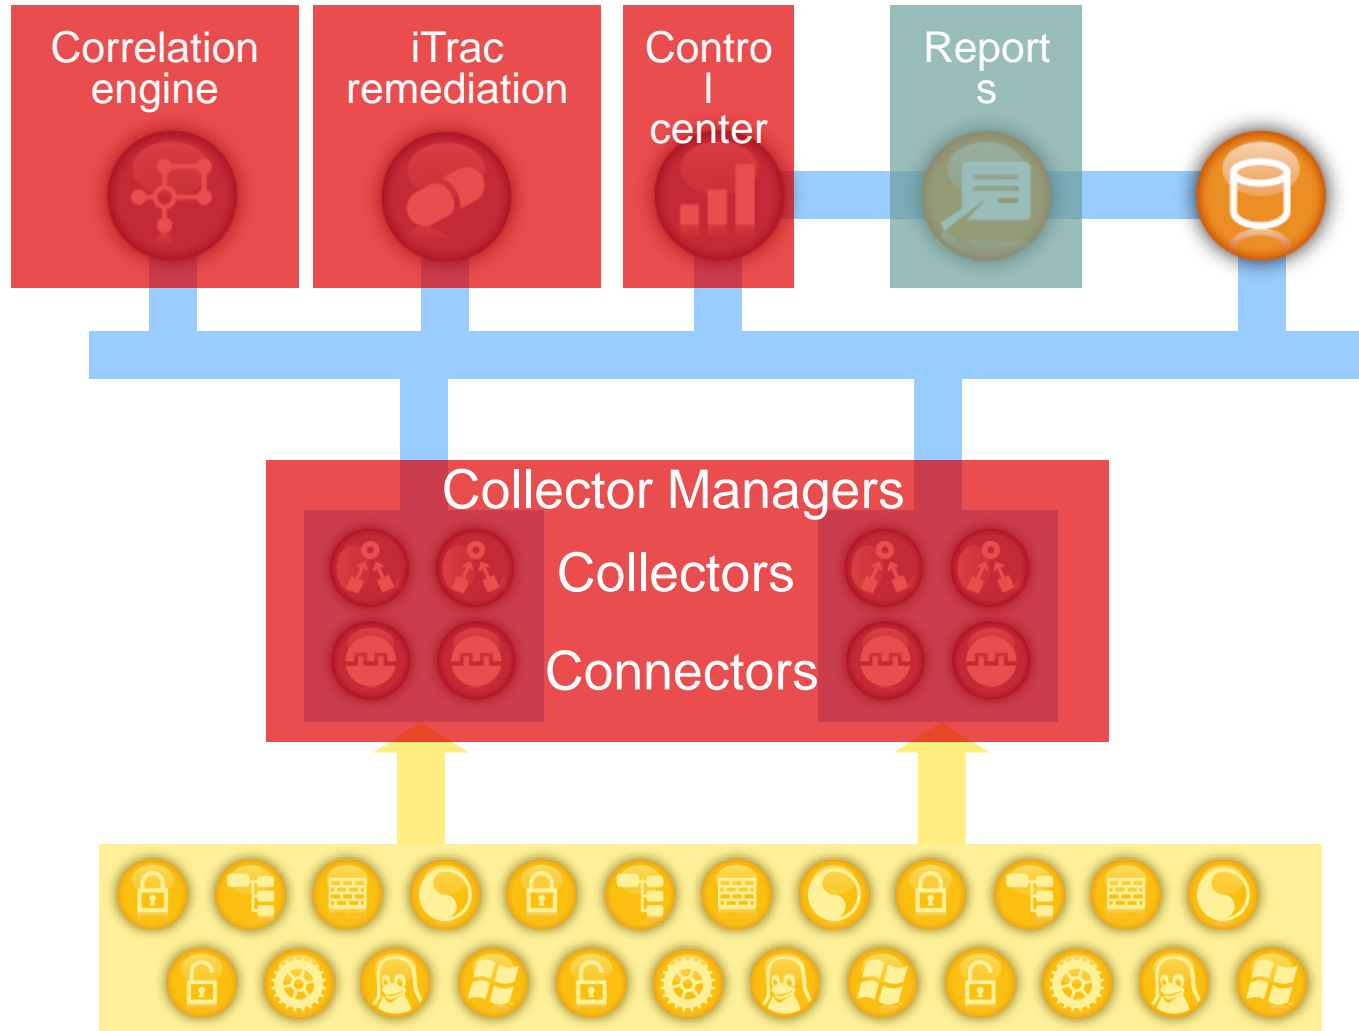 Correlation
engine
iTrac
remediation
Contro
l
center
Report
s
Collector Managers
Collectors
Connectors